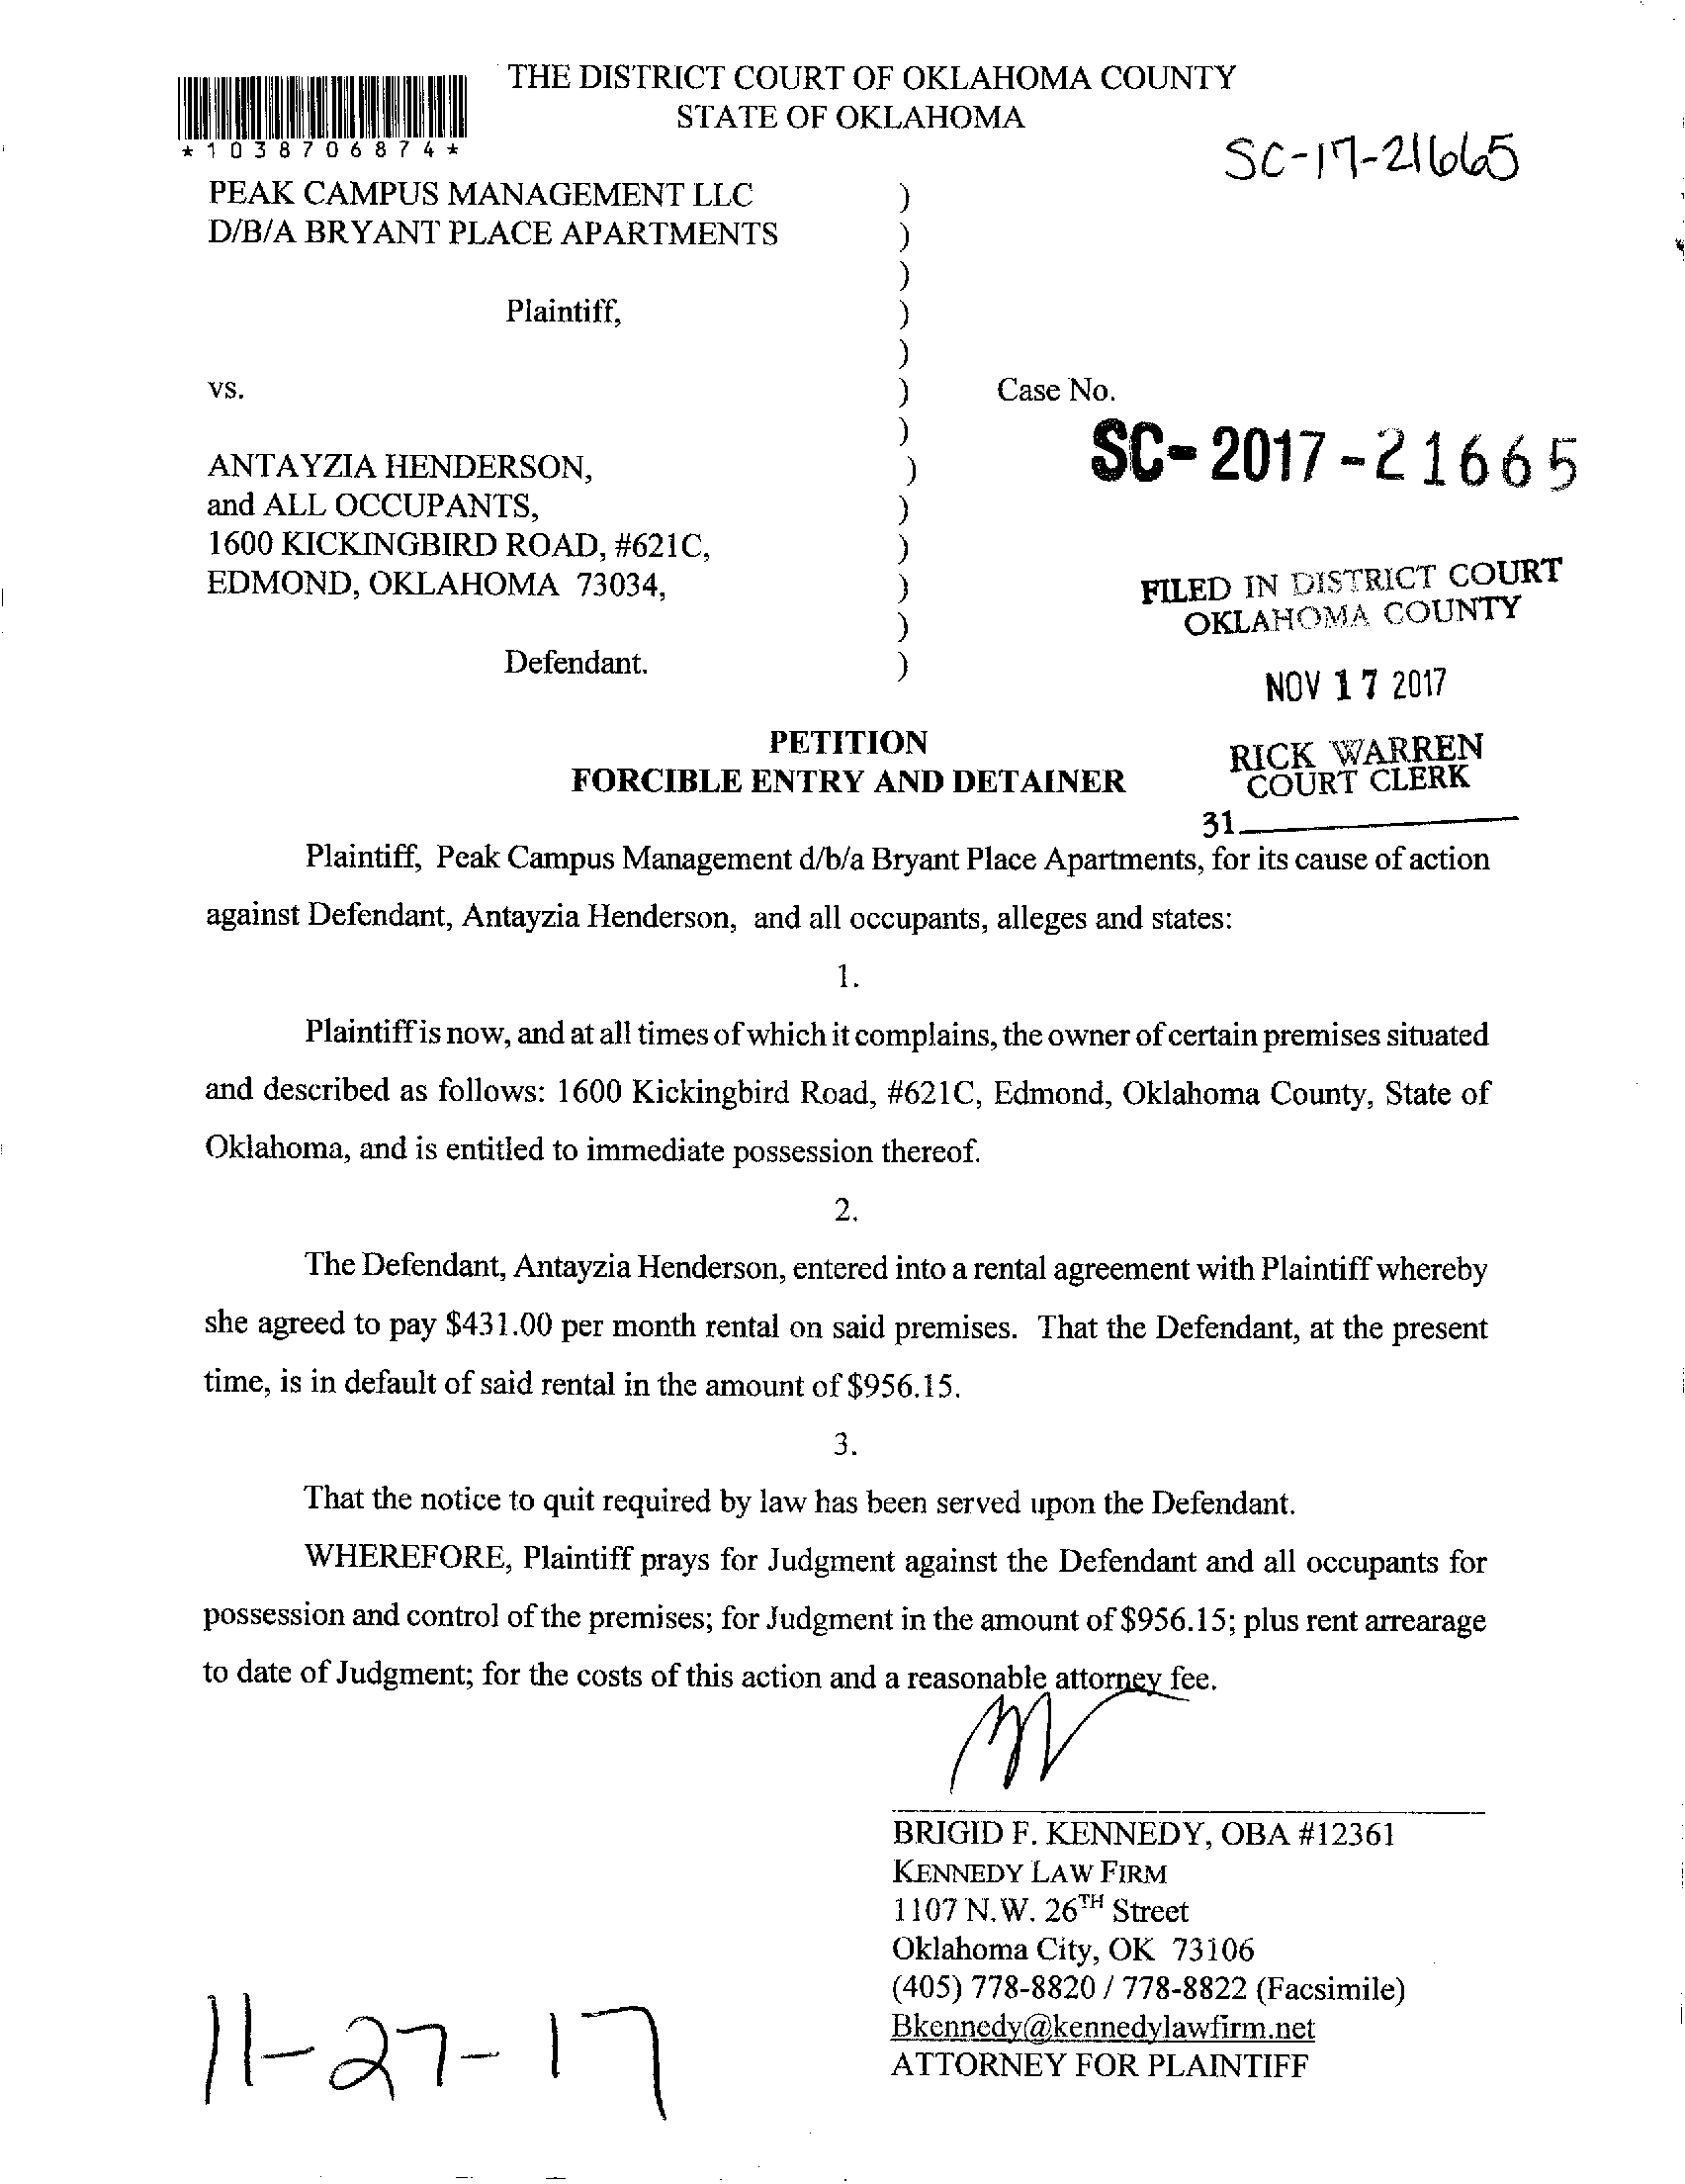 THE DISTRICT COURT OF OKLAHOMA COUNTY
STATE OF OKLAHOMA
*1038706874*
SC-17-21665
PEAK CAMPUS MANAGEMENT LLC )
D/B/A BRYANT PLACE APARTMENTS )
)
Plaintiff, )
)
vs. ) Case No.
)
SC-2017-21665
ANTAYZIA HENDERSON, )
and ALL OCCUPANTS, )
1600 KICKINGBIRD ROAD, #621C, )
EDMOND, OKLAHOMA 73034, )
)
Defendant. )
FILED IN DISTRICT COURT
OKLAHOMA COUNTY
NOV 17 2017
RICK WARREN
COURT CLERK
31
PETITION
FORCIBLE ENTRY AND DETAINER
Plaintiff, Peak Campus Management d/b/a Bryant Place Apartments, for its cause of action
against Defendant, Antayzia Henderson, and all occupants, alleges and states:
1.
Plaintiff is now, and at all times of which it complains, the owner of certain premises situated
and described as follows: 1600 Kickingbird Road, #621C, Edmond, Oklahoma County, State of
Oklahoma, and is entitled to immediate possession thereof.
2.
The Defendant, Antayzia Henderson, entered into a rental agreement with Plaintiff whereby
she agreed to pay $431.00 per month rental on said premises. That the Defendant, at the present
time, is in default of said rental in the amount of $956.15.
3.
That the notice to quit required by law has been served upon the Defendant.
WHEREFORE, Plaintiff prays for Judgment against the Defendant and all occupants for
possession and control of the premises; for Judgment in the amount of $956.15; plus rent arrearage
to date of Judgment; for the costs of this action and a reasonable attorney fee.
BRIGID F. KENNEDY, OBA #12361
KENNEDY LAW FIRM
1107 N.W. 26TH Street
Oklahoma City, OK 73106
(405) 778-8820 / 778-8822 (Facsimile)
Bkennedy@kennedylawfirm.net
ATTORNEY FOR PLAINTIFF
11-27-17